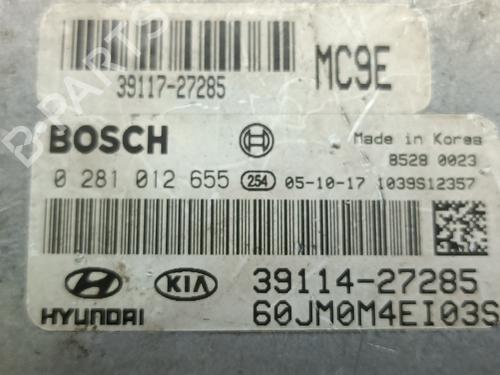 39117-27285
MC9E
BOSCH
Made in Korea
8528 0023
0 281 012 655 254 05-10-17 1039S12357
HYUNDAI
KIA
39114-27285
60JM0M4EI03S
B-PARTS